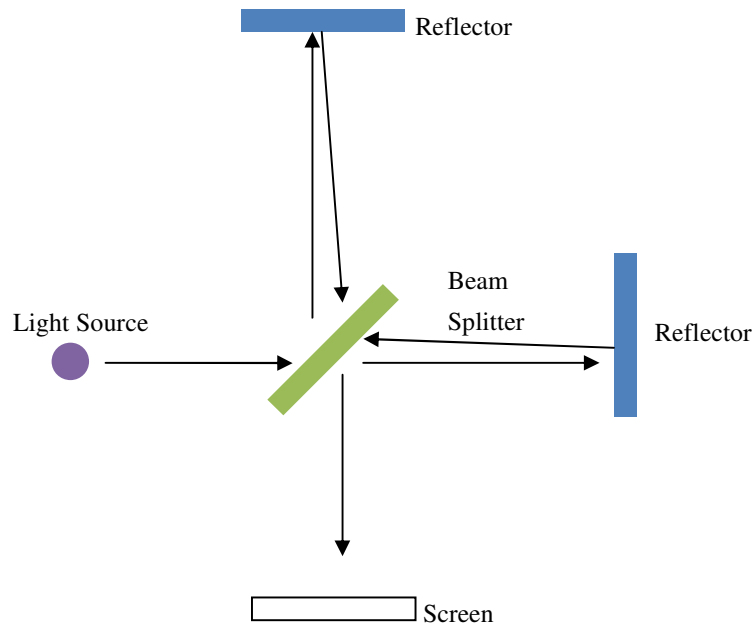 Reflector
Beam
Splitter
Light Source
Reflector
Screen